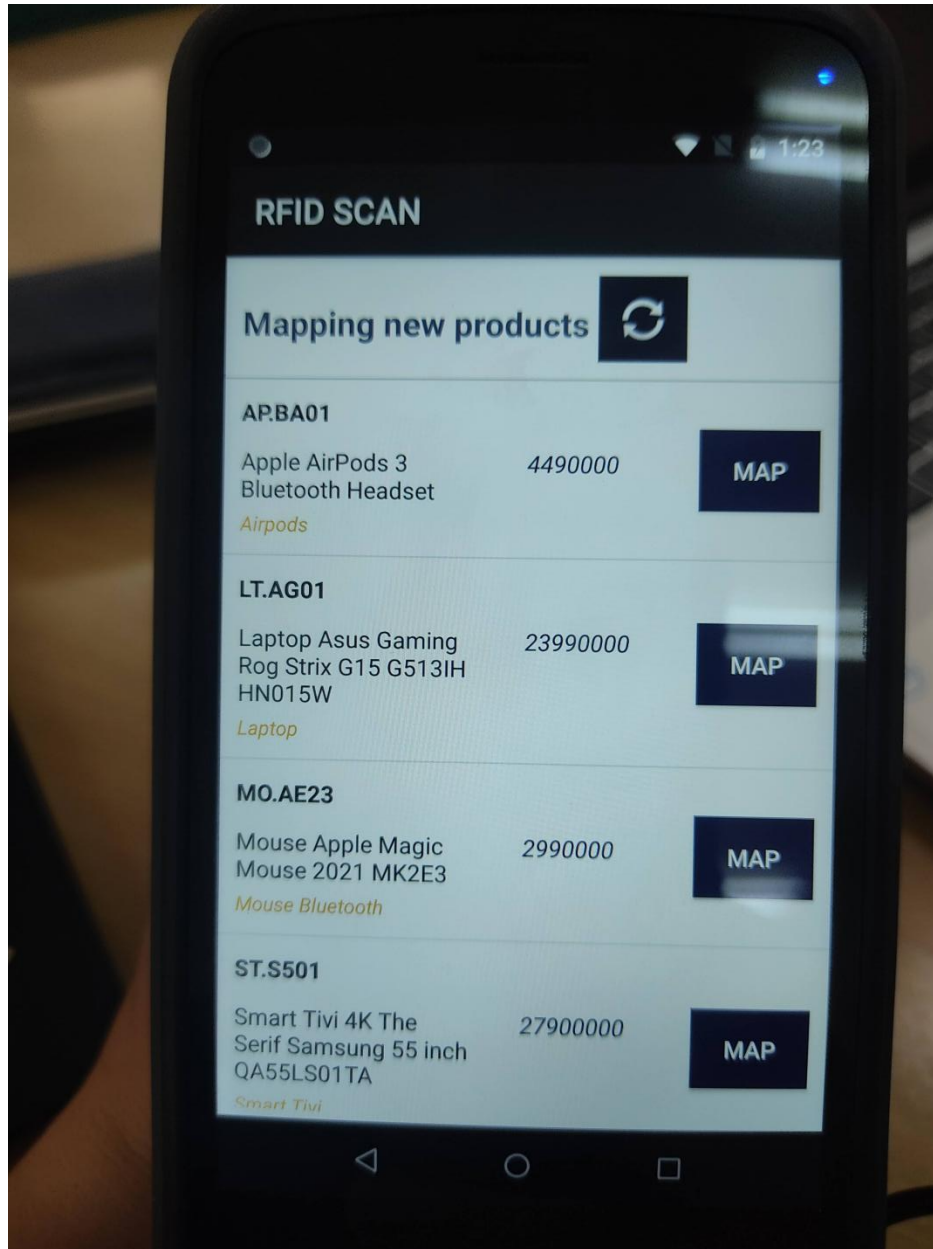 1:23
RFID SCAN
Mapping new products
AP.BA01
Apple AirPods 3
Bluetooth Headset
4490000
MAP
Airpods
LT.AG01
Laptop Asus Gaming
Rog Strix G15 G513IH
HN015W
23990000
MAP
Laptop
MO.AE23
Mouse Apple Magic
Mouse 2021 MK2E3
2990000
MAP
Mouse Bluetooth
ST.S501
Smart Tivi 4K The
Serif Samsung 55 inch
QA55LS01TA
27900000
MAP
Smart Tivi